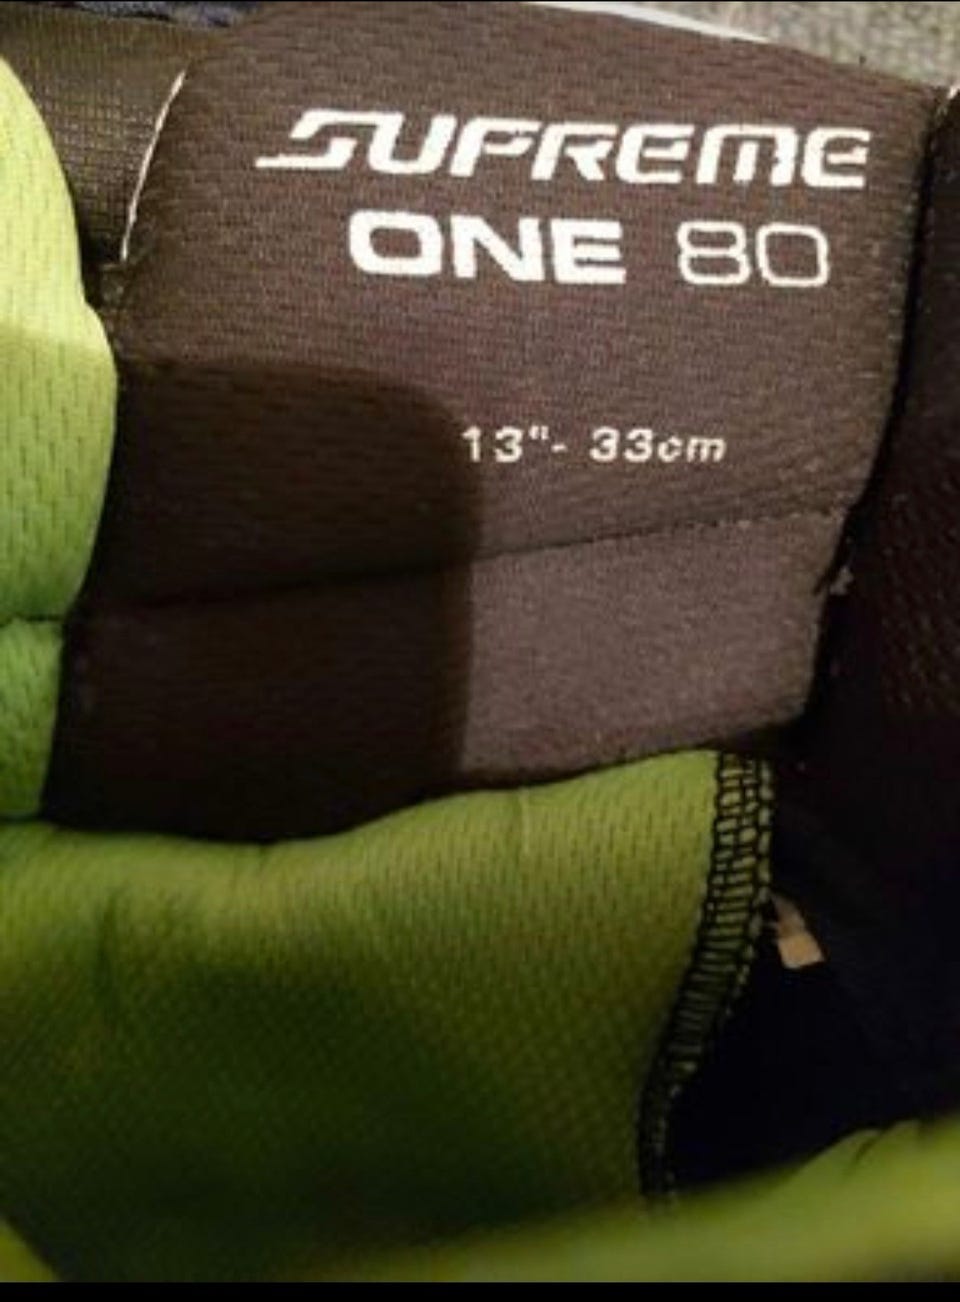 SUPREME
ONE 80
13"- 33cm